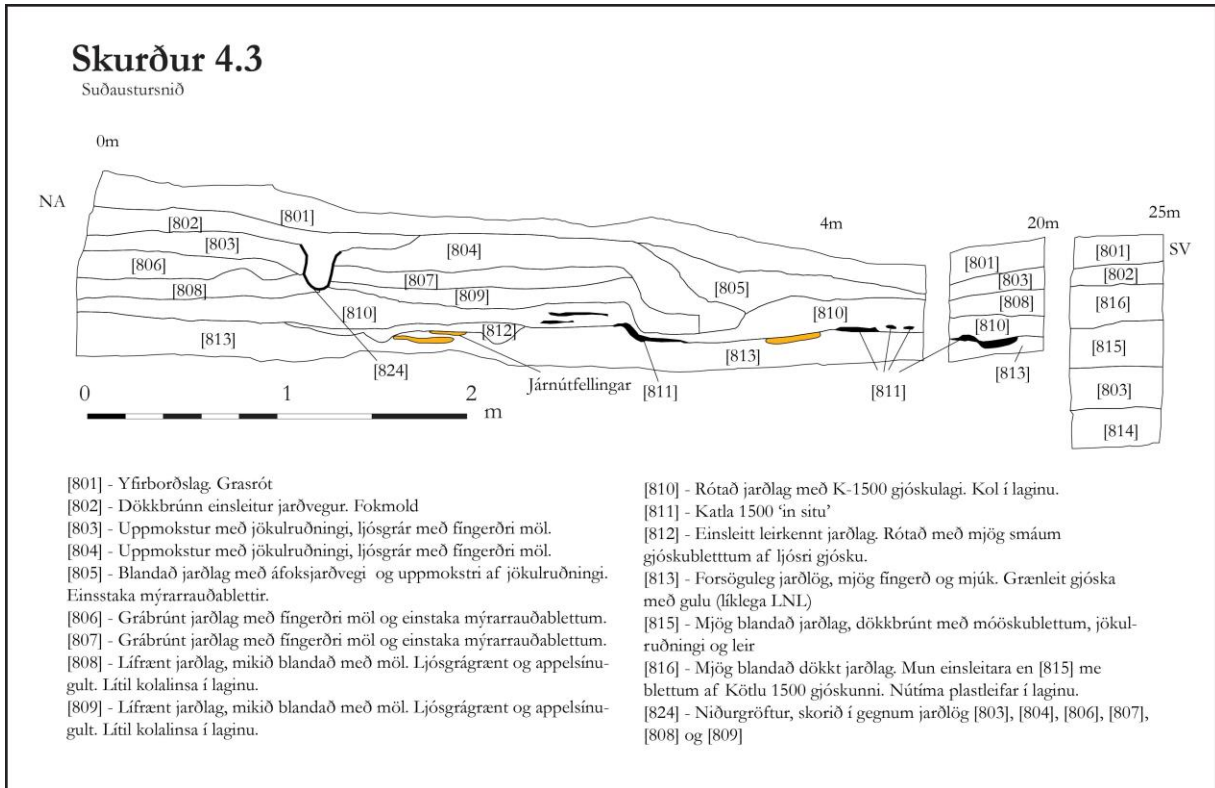 Skurður 4.3
Suðaustursnið
0m
NA
4m
20m
25m
SV
[801]
[802]
[803]
[804]
[806]
[805]
[807]
[808]
[809]
[810]
[810]
[812]
[813]
[813]
[824]
Járnútfellingar
[811]
[811]
[801]
[803]
[808]
[810]
[813]
[801]
[802]
[816]
[815]
[803]
[814]
0
1
2
m
[801] - Yfirborðslag. Grasrót
[802] - Dökkbrúnn einsleitur jarðvegur. Fokmold
[803] - Uppmokstur með jökulruðningi, ljósgrár með fíngerðri möl.
[804] - Uppmokstur með jökulruðningi, ljósgrár með fíngerðri möl.
[805] - Blandað jarðlag með áfoksjarðvegi og uppmokstri af jökulruðningi.
Einsstaka mýrarrauðablettir.
[806] - Grábrúnt jarðlag með fíngerðri möl og einstaka mýrarrauðablettum.
[807] - Grábrúnt jarðlag með fíngerðri möl og einstaka mýrarrauðablettum.
[808] - Lífrænt jarðlag, mikið blandað með möl. Ljósgrágrænt og appelsínu-
gult. Lítil kolalinsa í laginu.
[809] - Lífrænt jarðlag, mikið blandað með möl. Ljósgrágrænt og appelsínu-
gult. Lítil kolalinsa í laginu.
[810] - Rótað jarðlag með K-1500 gjóskulagi. Kol í laginu.
[811] - Katla 1500 ‘in situ’
[812] - Einsleitt leirkennt jarðlag. Rótað með mjög smáum
gjóskubletttum af ljósri gjósku.
[813] - Forsöguleg jarðlög, mjög fíngerð og mjúk. Grænleit gjóska
með gulu (líklega LNL)
[815] - Mjög blandað jarðlag, dökkbrúnt með móöskublettum, jökul-
ruðningi og leir
[816] - Mjög blandað dökkt jarðlag. Mun einsleitara en [815] me
blettum af Kötlu 1500 gjóskunni. Nútíma plastleifar í laginu.
[824] - Niðurgröftur, skorið í gegnum jarðlög [803], [804], [806], [807],
[808] og [809]